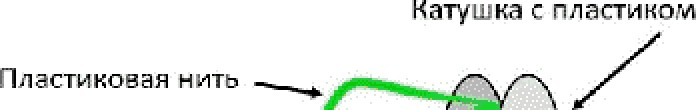 Катушка с пластиком
Пластиковая нить